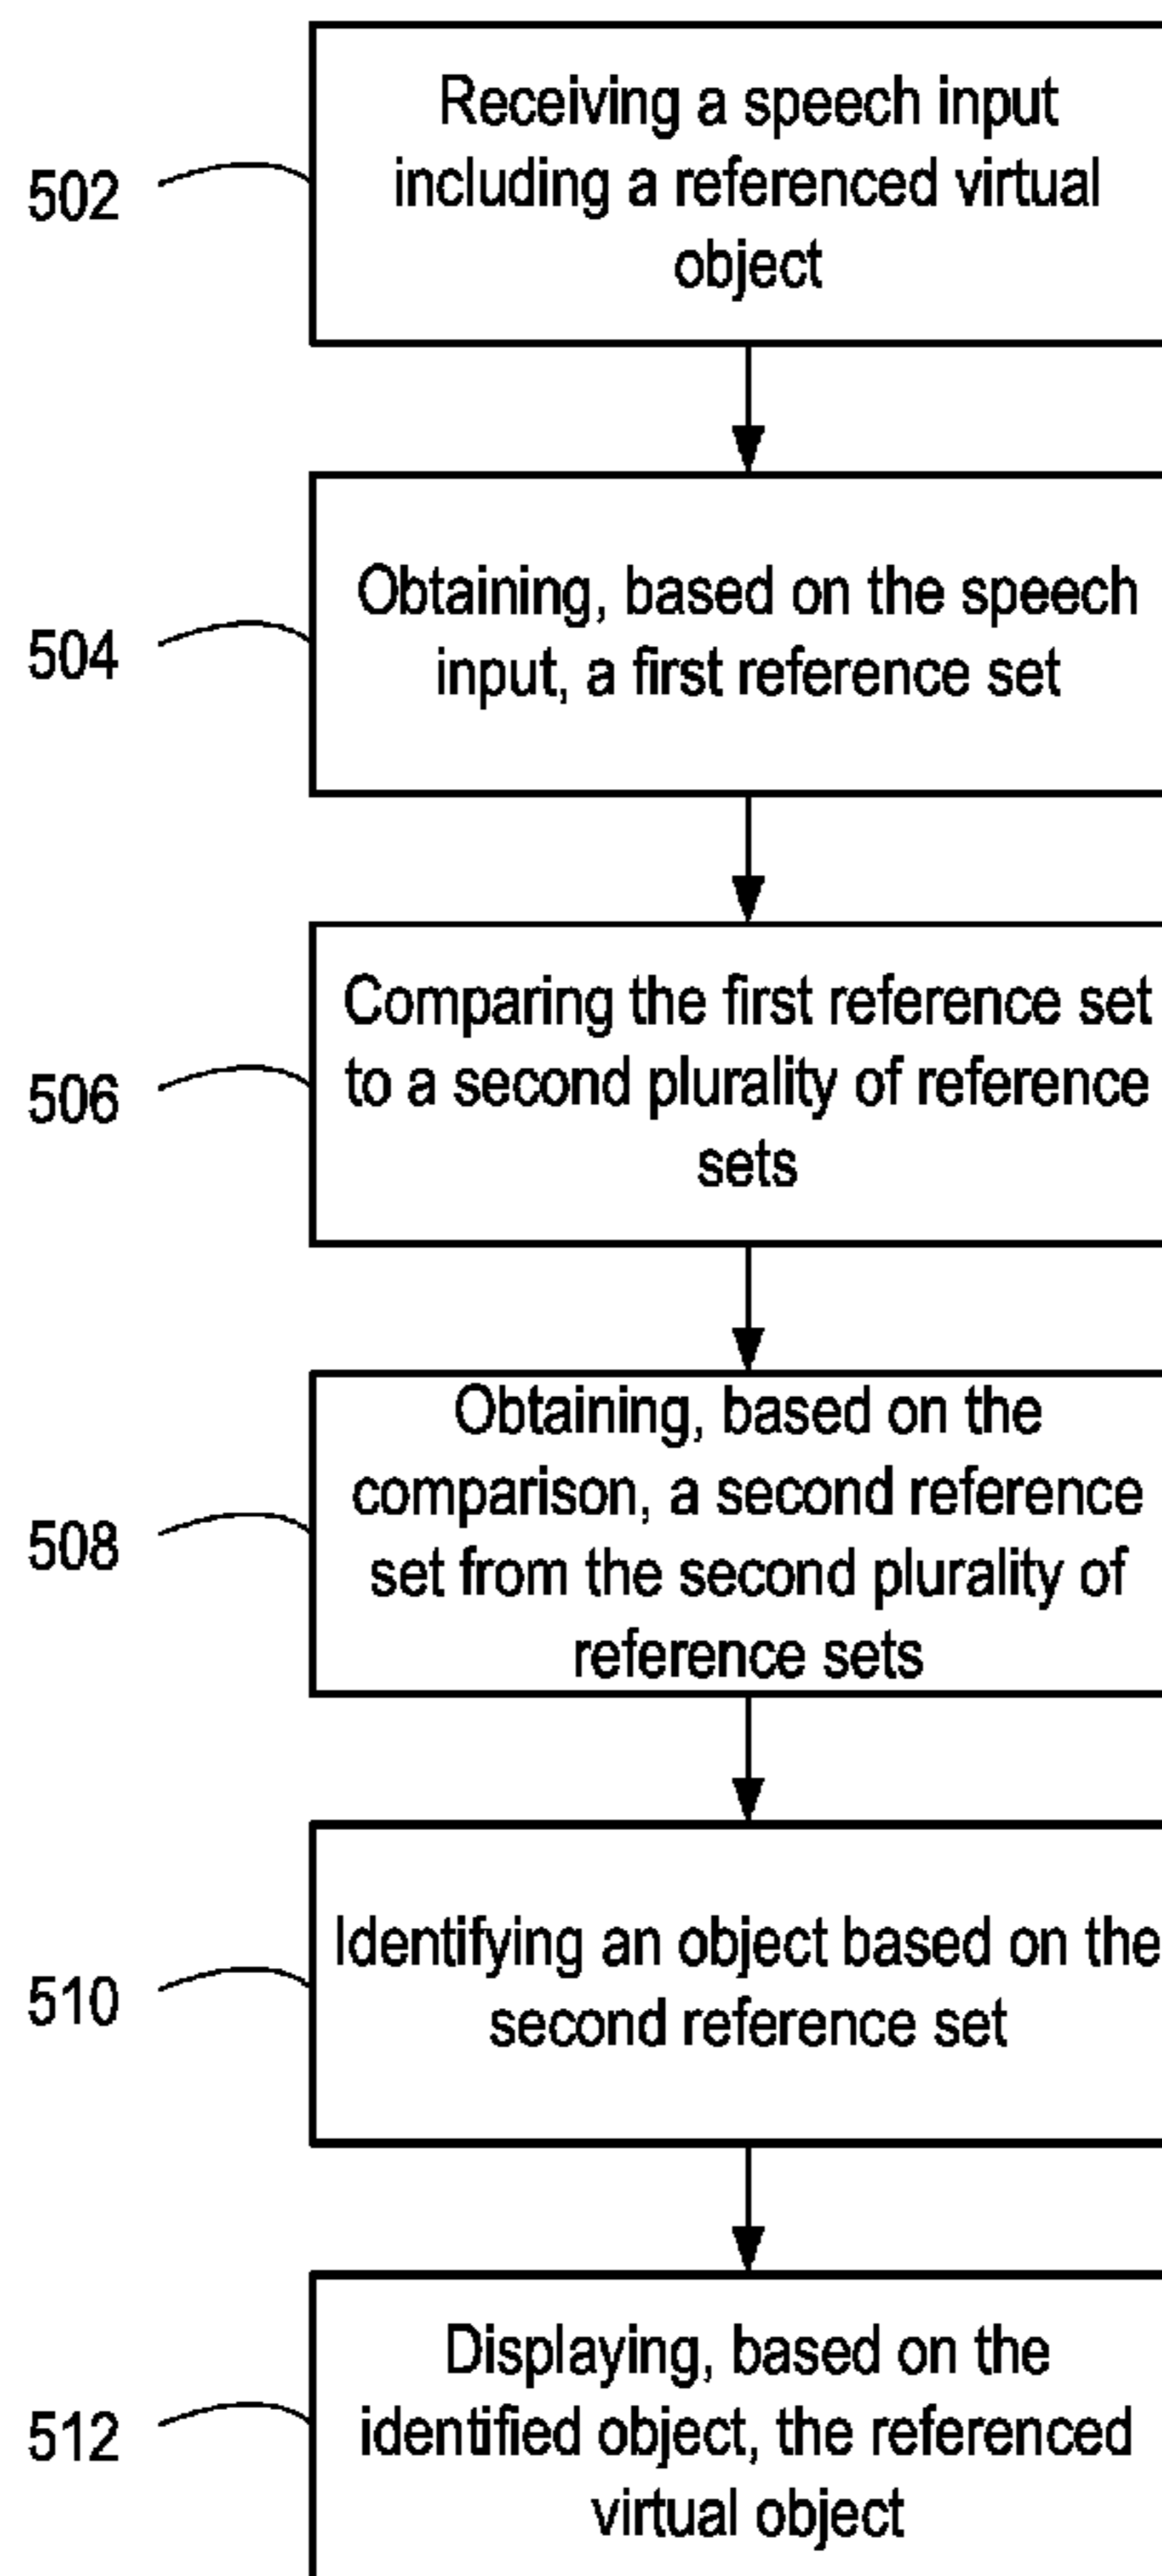 Receiving a speech input
including a referenced virtual
object
502
Obtaining, based on the speech
input, a first reference set
504
Comparing the first reference set
to a second plurality of reference
sets
506
Obtaining, based on the
comparison, a second reference
set from the second plurality of
reference sets
508
Identifying an object based on the
second reference set
510
Displaying, based on the
identified object, the referenced
virtual object
512